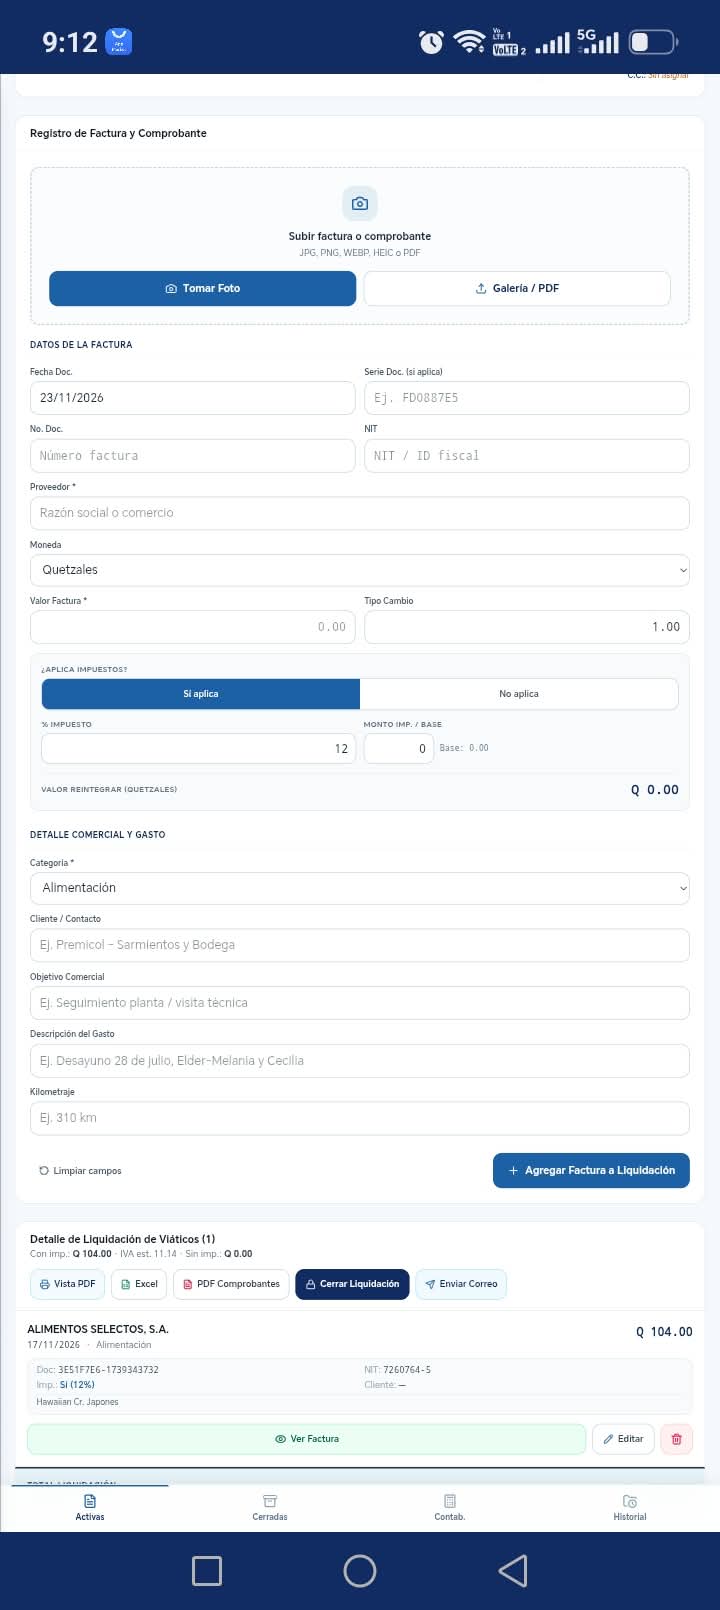 9:12
Vo LTE 1
VoLTE 2
5G
C.C.: Sin asignar
Registro de Factura y Comprobante
Subir factura o comprobante
JPG, PNG, WEBP, HEIC o PDF
Tomar Foto
Galería / PDF
DATOS DE LA FACTURA
Fecha Doc.
Serie Doc. (si aplica)
23/11/2026
Ej. FD0887E5
No. Doc.
NIT
Número factura
NIT / ID fiscal
Proveedor *
Razón social o comercio
Moneda
Quetzales
Valor Factura *
Tipo Cambio
0.00
1.00
¿APLICA IMPUESTOS?
Sí aplica
No aplica
% IMPUESTO
MONTO IMP. / BASE
12
0
Base: 0.00
VALOR REINTEGRAR (QUETZALES)
Q 0.00
DETALLE COMERCIAL Y GASTO
Categoría *
Alimentación
Cliente / Contacto
Ej. Premicol - Sarmientos y Bodega
Objetivo Comercial
Ej. Seguimiento planta / visita técnica
Descripción del Gasto
Ej. Desayuno 28 de julio, Elder-Melania y Cecilia
Kilometraje
Ej. 310 km
Limpiar campos
+ Agregar Factura a Liquidación
Detalle de Liquidación de Viáticos (1)
Con imp.: Q 104.00 · IVA est. 11.14 · Sin imp.: Q 0.00
Vista PDF
Excel
PDF Comprobantes
Cerrar Liquidación
Enviar Correo
ALIMENTOS SELECTOS, S.A.
Q 104.00
17/11/2026 · Alimentación
Doc: 3E51F7E6-1739343732
NIT: 7260764-5
Imp.: Sí (12%)
Cliente: —
Hawaiian Cr. Japones
Ver Factura
Editar
TOTAL LIQUIDACIÓN
Activas
Cerradas
Contab.
Historial